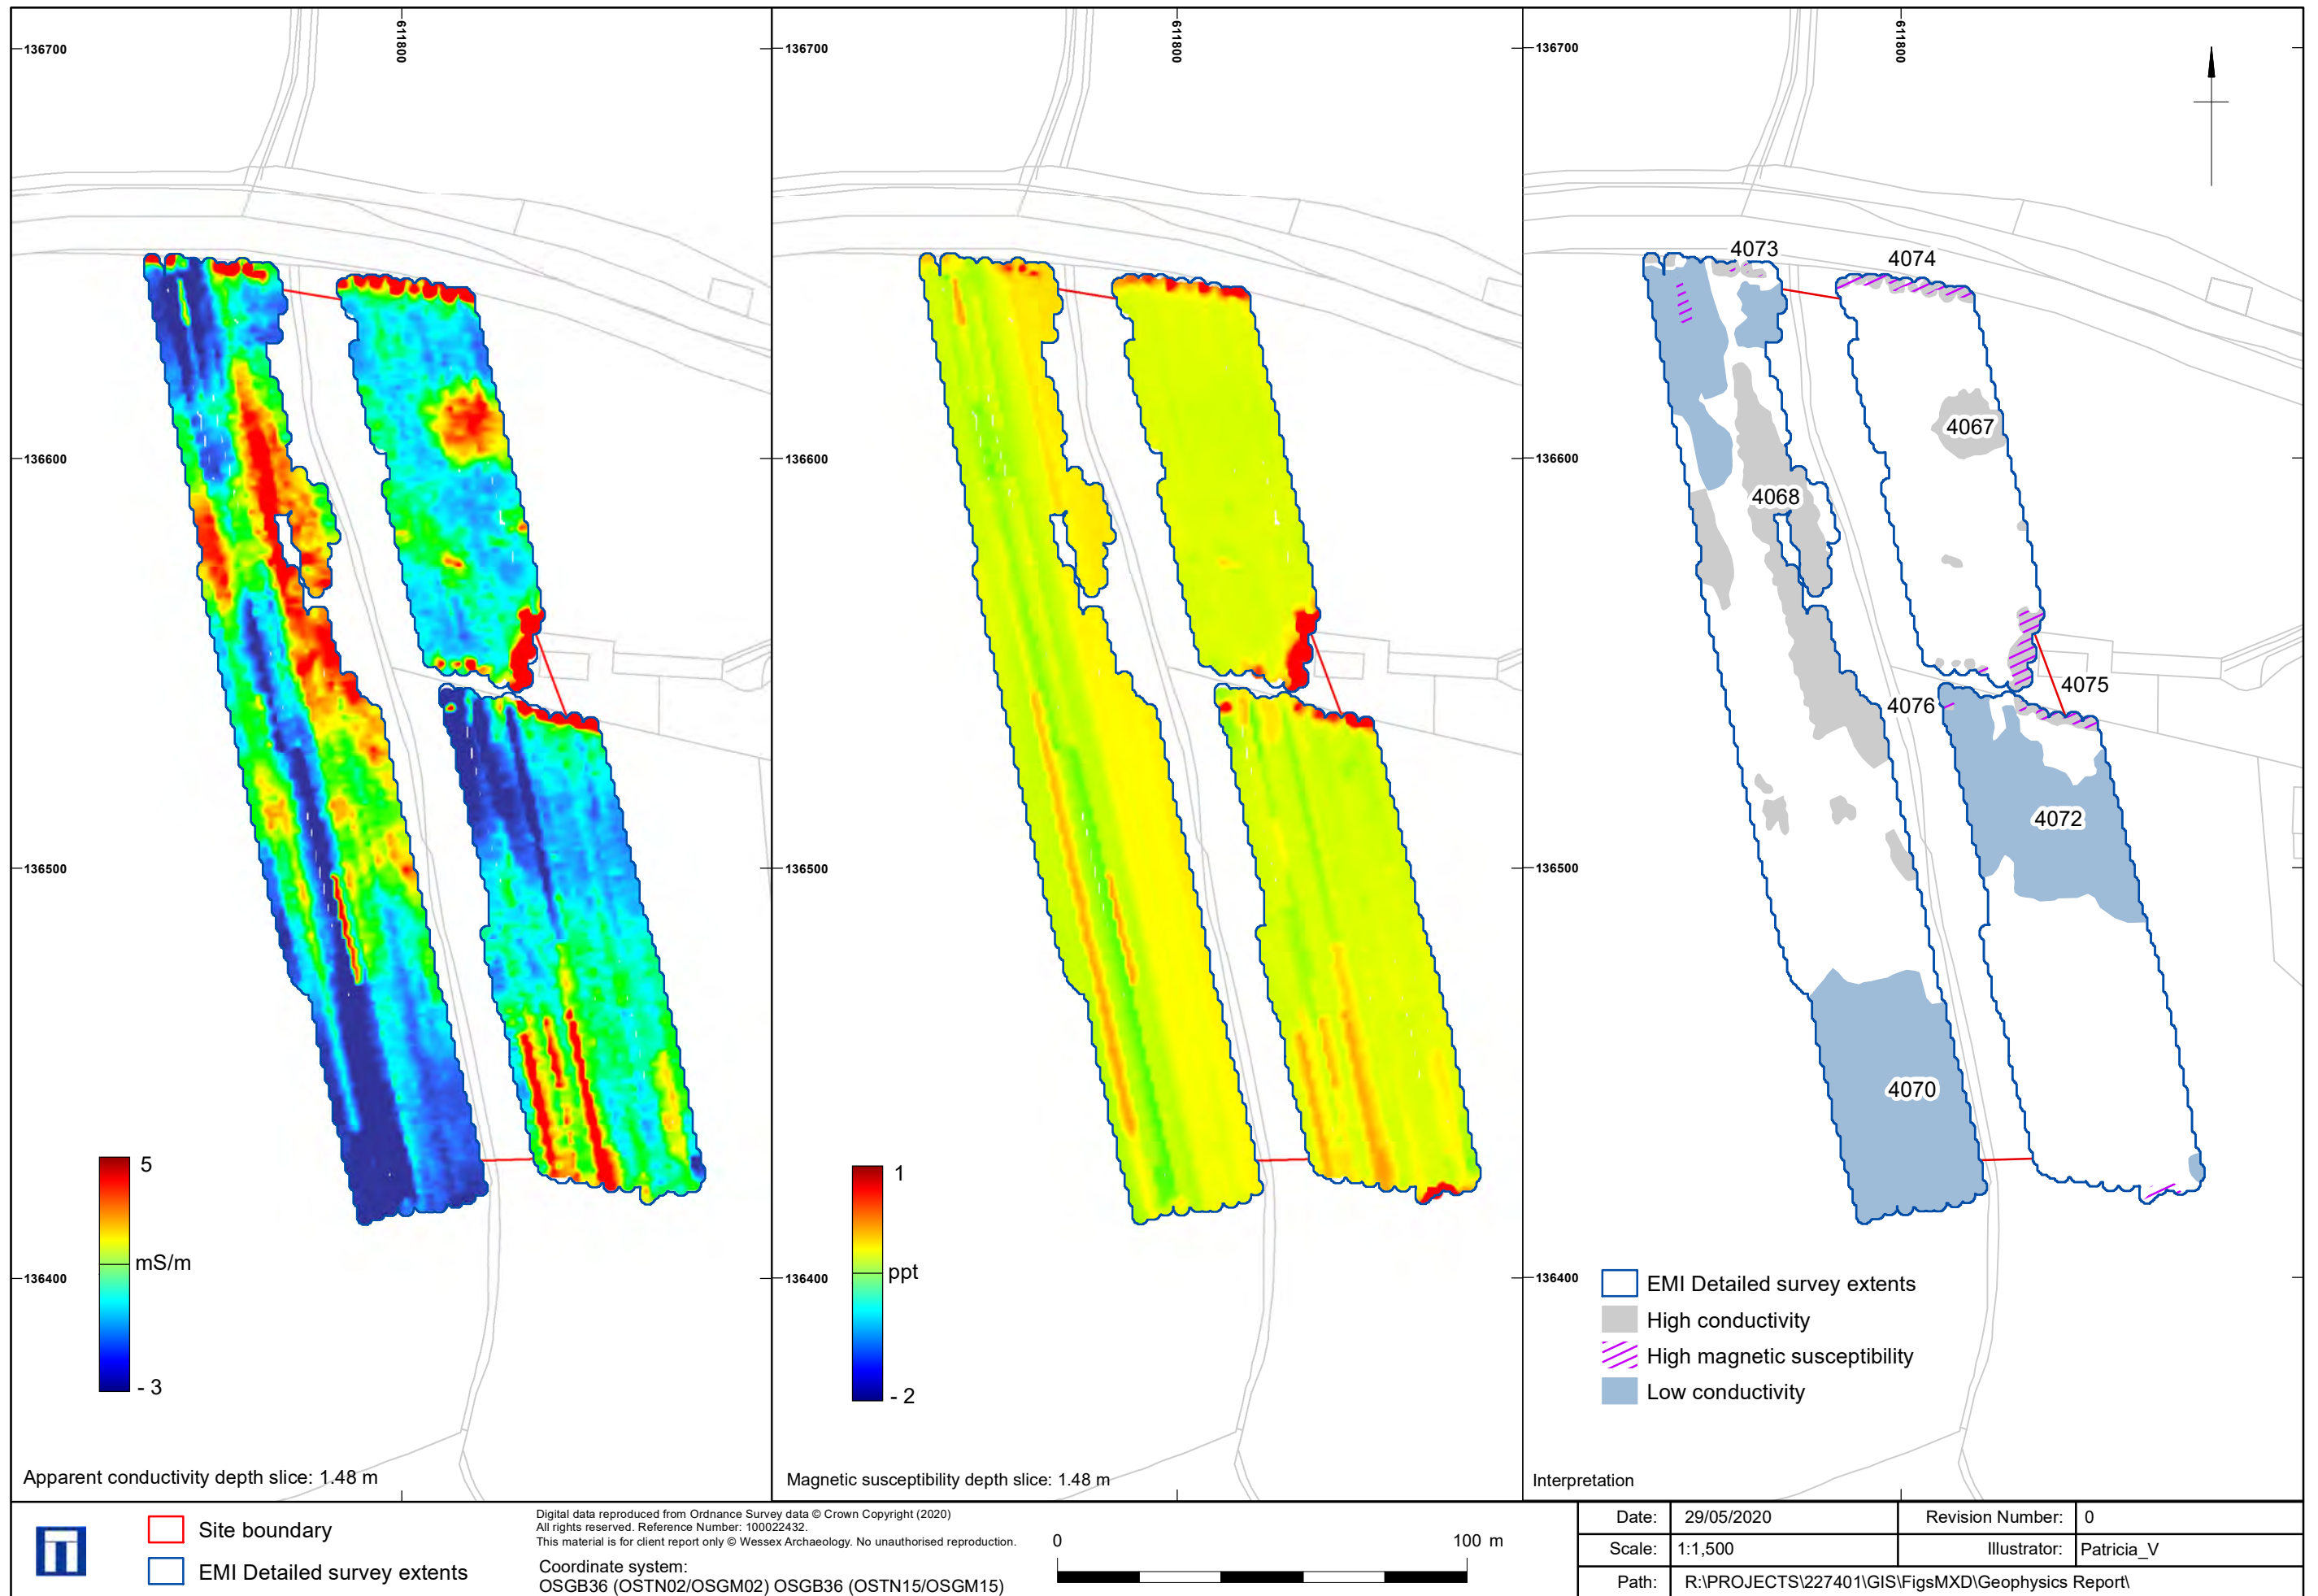 136700
611800
136600
136500
136400
5
mS/m
- 3
Apparent conductivity depth slice: 1.48 m
136700
611800
136600
136500
136400
1
ppt
- 2
Magnetic susceptibility depth slice: 1.48 m
136700
611800
136600
136500
136400
4073
4074
4067
4068
4075
4076
4072
4070
EMI Detailed survey extents
High conductivity
High magnetic susceptibility
Low conductivity
Interpretation
Site boundary
EMI Detailed survey extents
Digital data reproduced from Ordnance Survey data © Crown Copyright (2020)
All rights reserved. Reference Number: 100022432.
This material is for client report only © Wessex Archaeology. No unauthorised reproduction.
Coordinate system:
OSGB36 (OSTN02/OSGM02) OSGB36 (OSTN15/OSGM15)
0 100 m
Date: 29/05/2020 Revision Number: 0
Scale: 1:1,500 Illustrator: Patricia_V
Path: R:\PROJECTS\227401\GIS\FigsMXD\Geophysics Report\